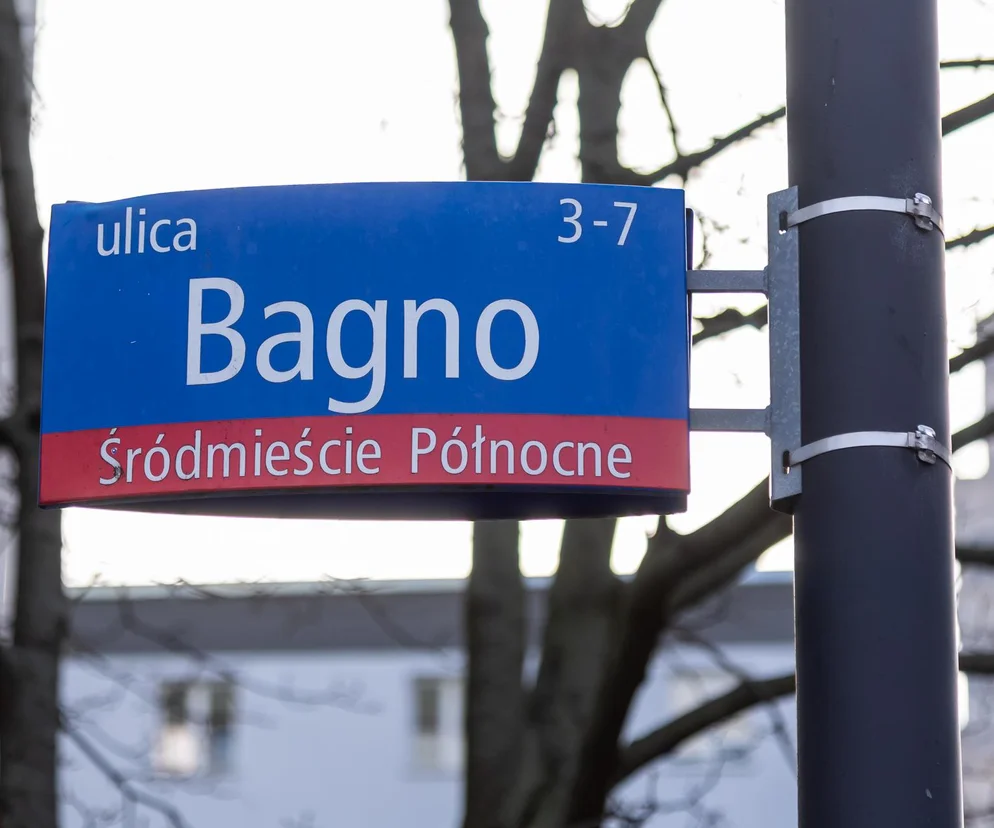 ulica 3-7
Bagno
Śródmieście Północne